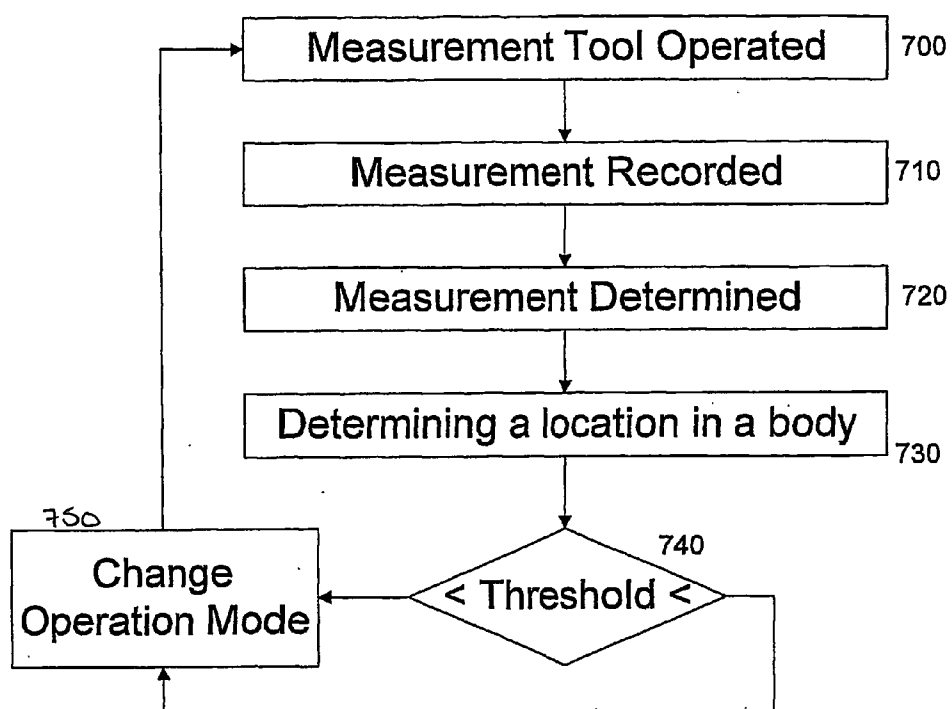 Measurement Tool Operated 700
Measurement Recorded 710
Measurement Determined 720
Determining a location in a body 730
750
740
Change
Operation Mode
< Threshold <